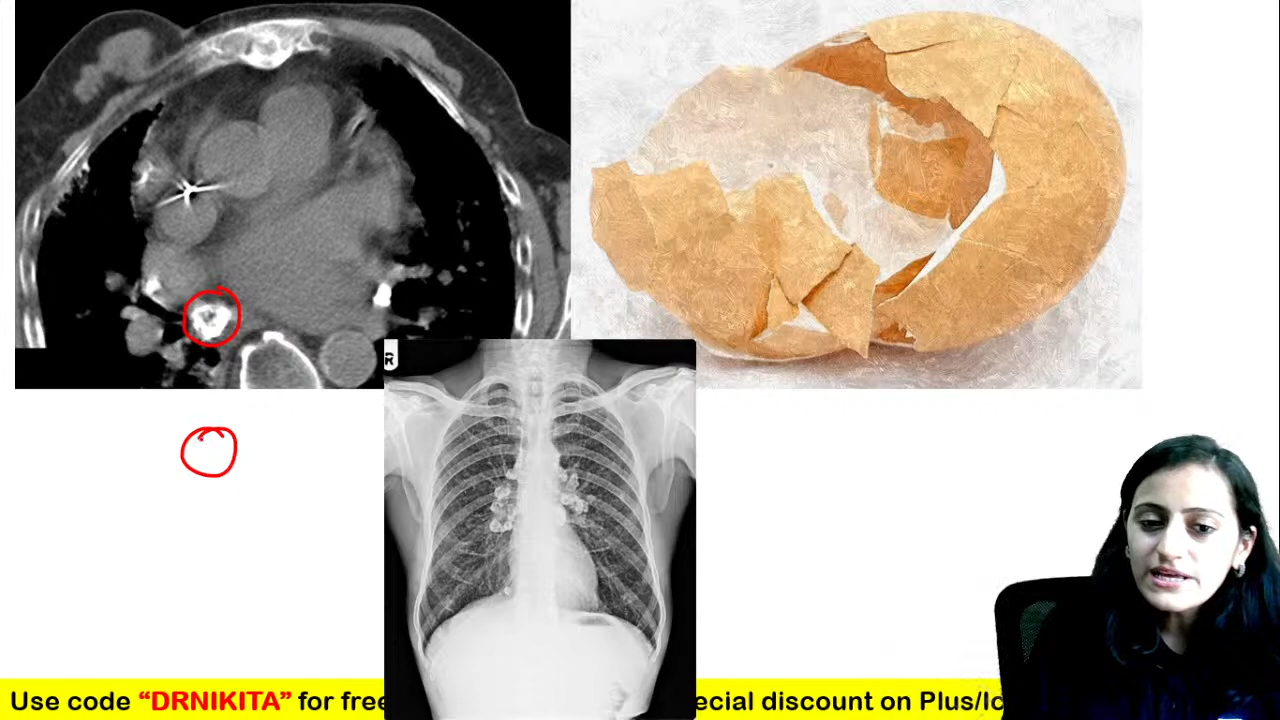 R
Use code “DRNIKITA” for free
ecial discount on Plus/Ic